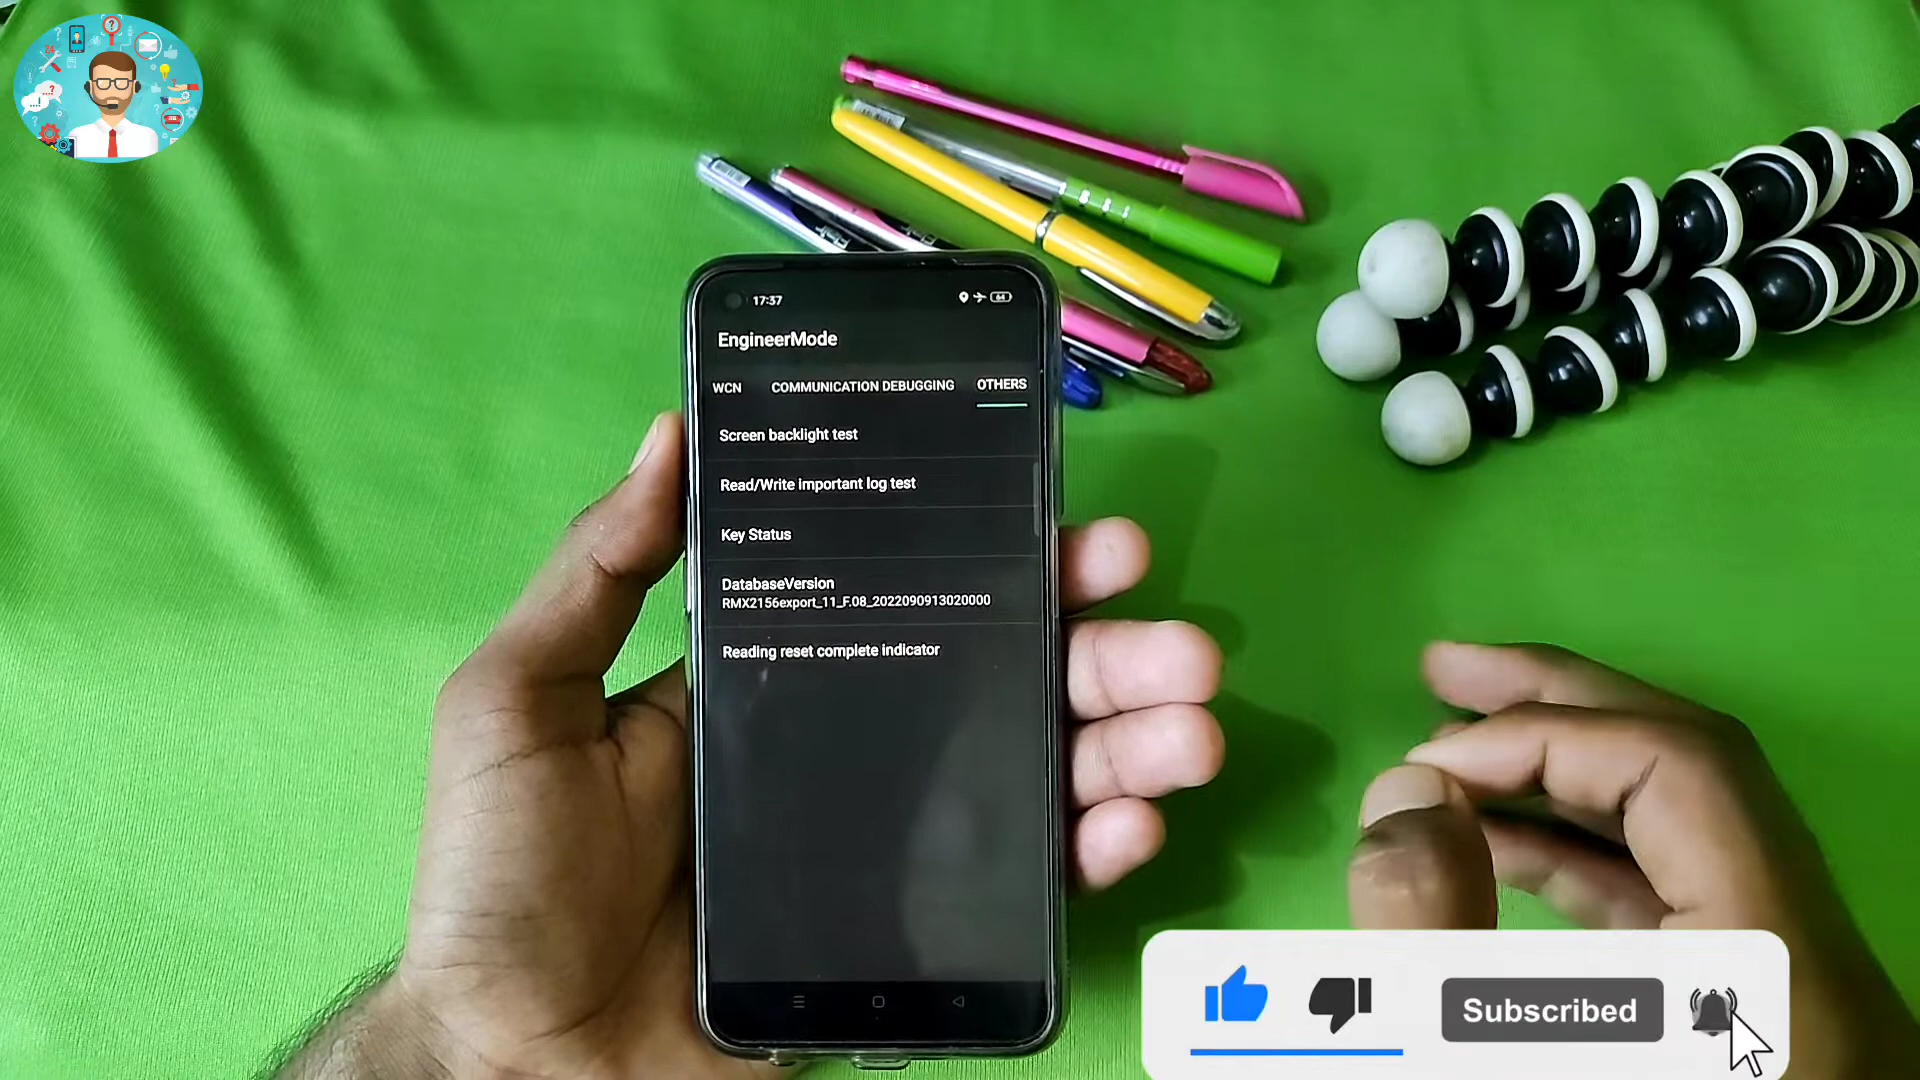 17:37
64
EngineerMode
WCN COMMUNICATION DEBUGGING OTHERS
Screen backlight test
Read/Write important log test
Key Status
DatabaseVersion
RMX2156export_11_F.08_2022090913020000
Reading reset complete indicator
Subscribed